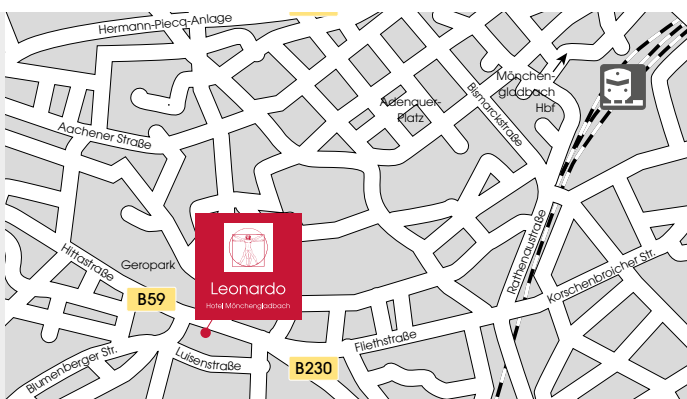 Hermann-Piecq-Anlage
Mönchen-
gladbach
Hbf
Adenauer-
Platz
Bismarckstraße
Aachener Straße
Rathenaustraße
Hittastraße
Geropark
Korschenbroicher Str.
Leonardo
Hotel Mönchengladbach
B59
Fliethstraße
Luisenstraße
Blumenberger Str.
B230